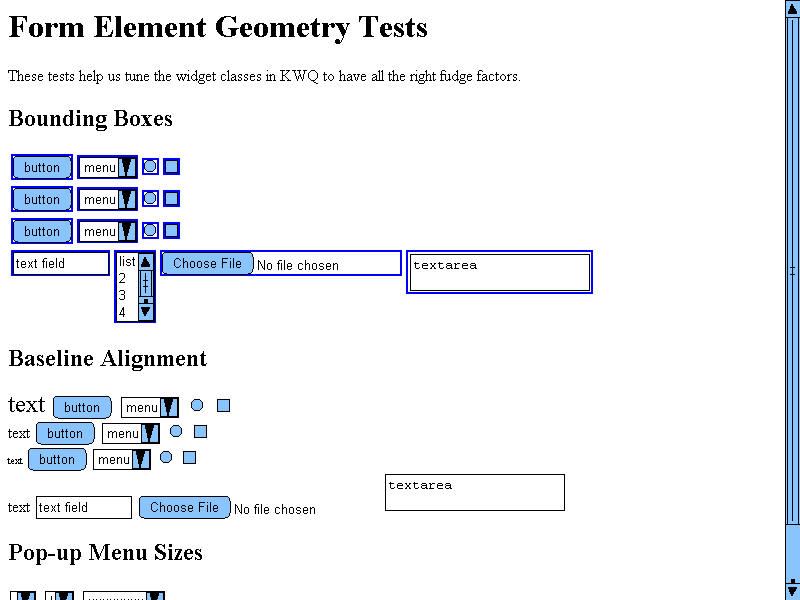 Form Element Geometry Tests
These tests help us tune the widget classes in KWQ to have all the right fudge factors.
Bounding Boxes
button menu
button menu
button menu
text field list Choose File No file chosen textarea
2
3
4
Baseline Alignment
text button menu
text button menu
text button menu
textarea
text text field Choose File No file chosen
Pop-up Menu Sizes